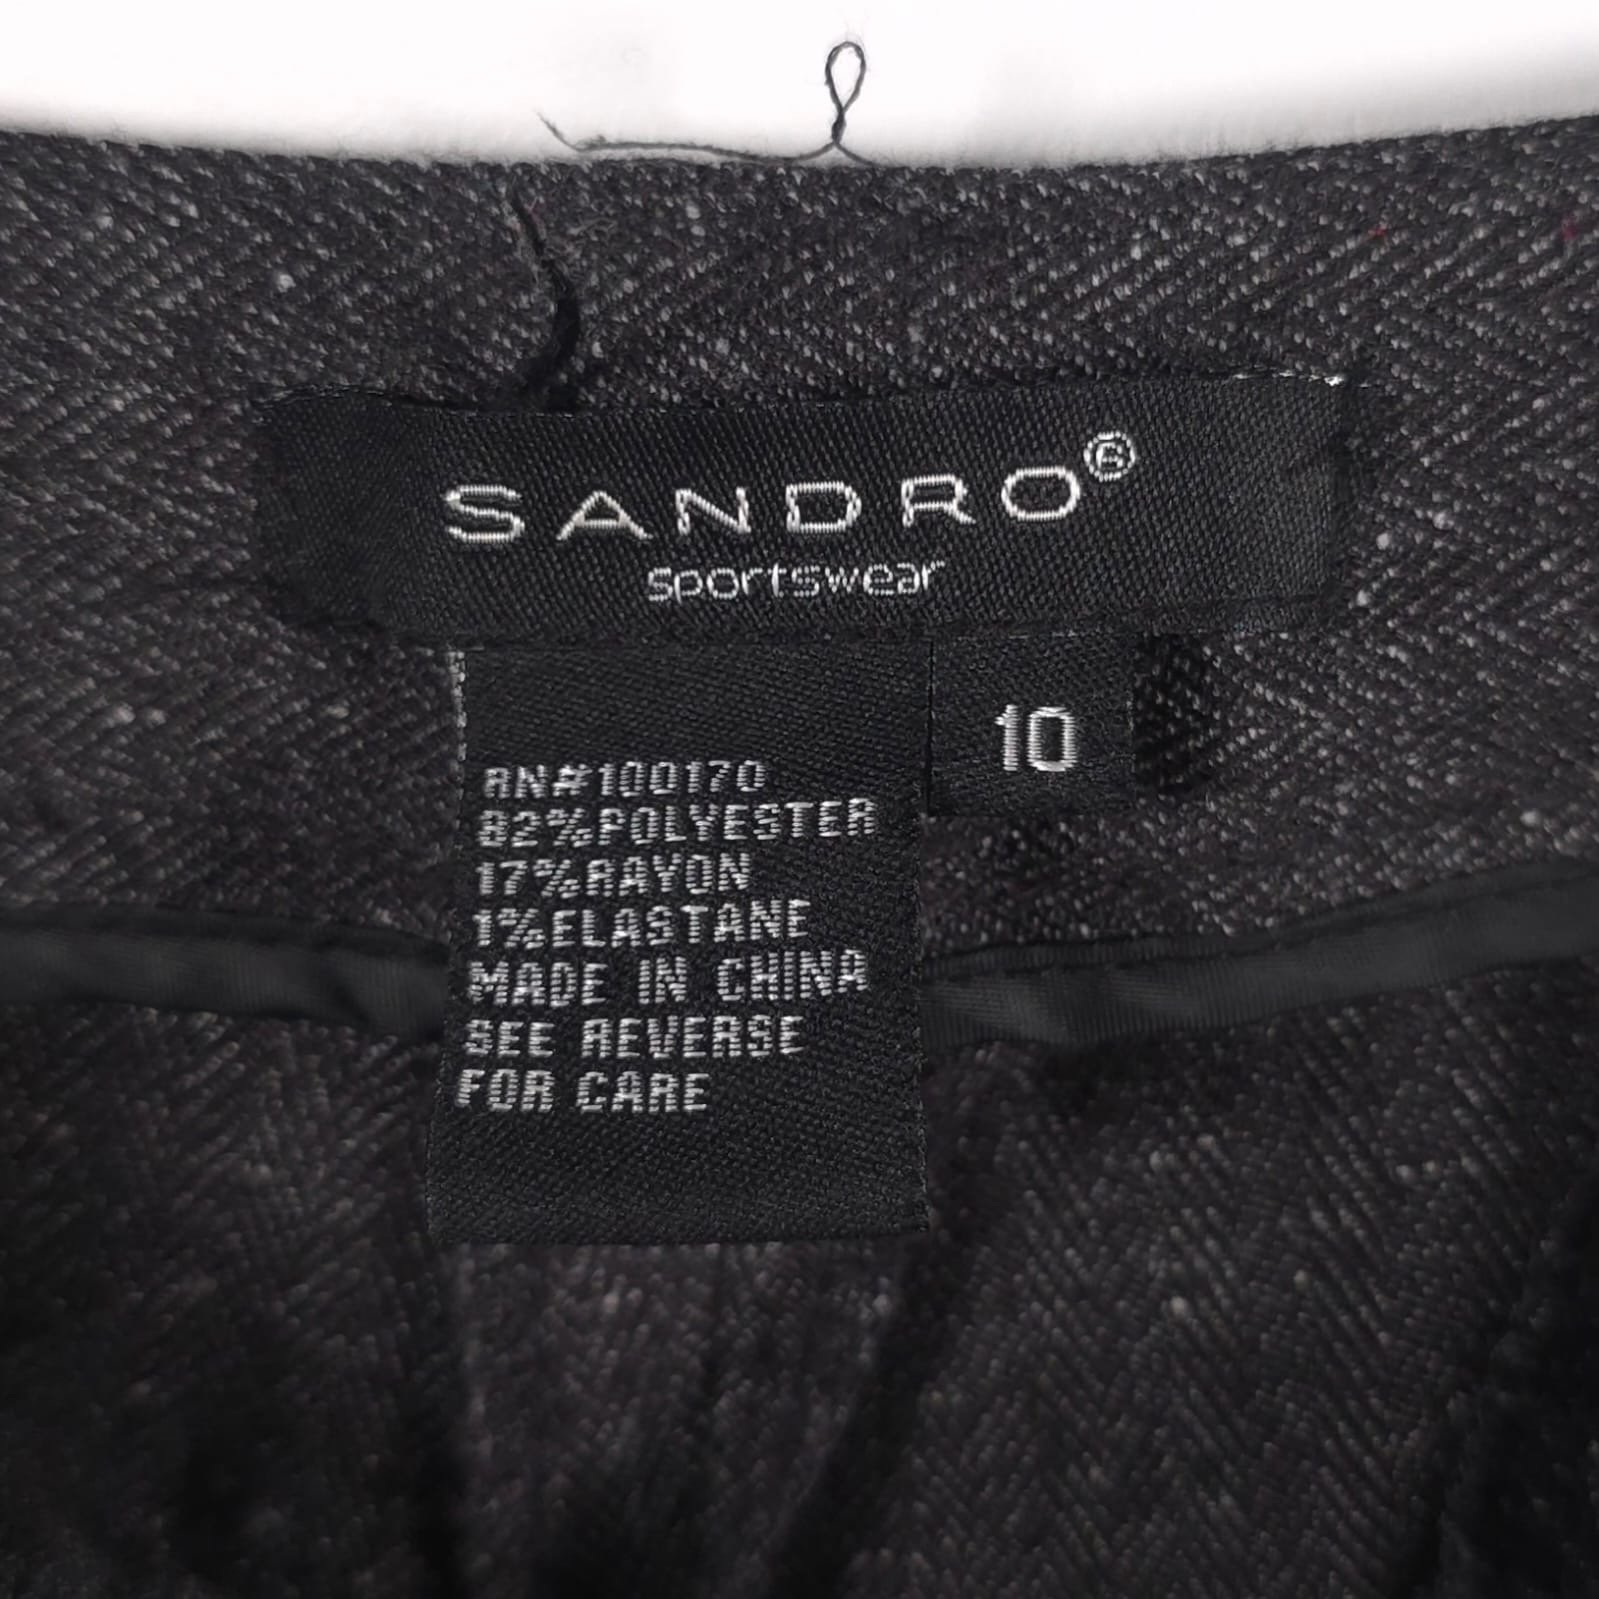 SANDRO®
sportswear
10
RN#100170
82%POLYESTER
17%RAYON
1%ELASTANE
MADE IN CHINA
SEE REVERSE
FOR CARE